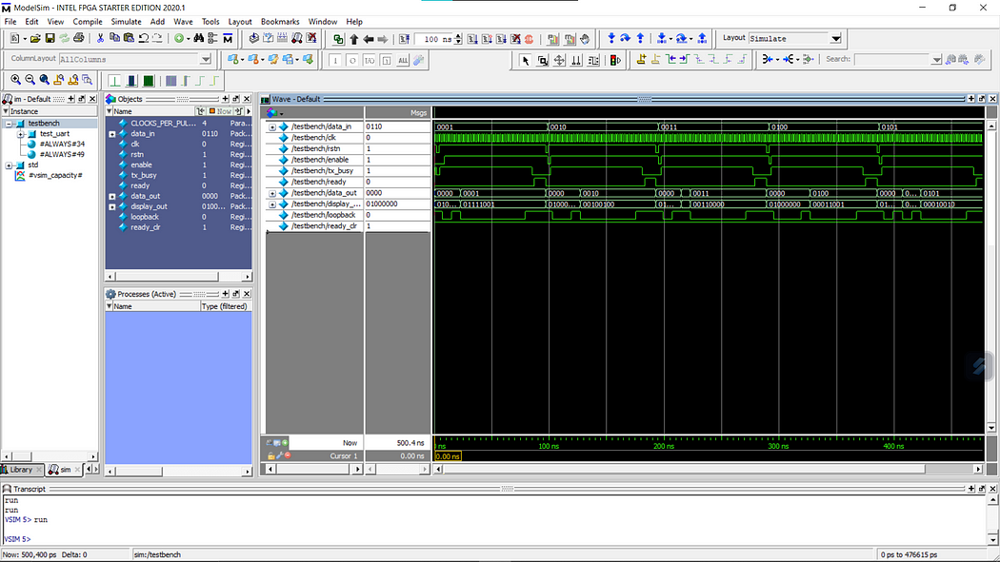 ModelSim - INTEL FPGA STARTER EDITION 2020.1
File Edit View Compile Simulate Add Wave Tools Layout Bookmarks Window Help
100 ns
Layout Simulate
ColumnLayout AllColumns
Search:
im - Default
Instance
testbench
test_uart
#ALWAYS#34
#ALWAYS#49
std
#vsim_capacity#
Library
sim
Objects
Name Now
CLOCKS_PER_PUL... 4 Para...
data_in 0110 Pack...
clk 0 Regi...
rstn 1 Regi...
enable 1 Regi...
tx_busy 1 Regi...
ready 0 Regi...
data_out 0000 Pack...
display_out 0100... Pack...
loopback 0 Regi...
ready_clr 1 Regi...
Processes (Active)
Name Type (filtered)
Wave - Default
Msgs
/testbench/data_in 0110 0001 0010 0011 0100 0101
/testbench/clk 0
/testbench/rstn 1
/testbench/enable 1
/testbench/tx_busy 1
/testbench/ready 0
/testbench/data_out 0000 0000 0001 0000 0010 0000 0011 0000 0100 0000 0... 0101
/testbench/display_... 01000000 010... 01111001 01000... 00100100 01... 00110000 01000000 00011001 01... 0... 00010010
/testbench/loopback 0
/testbench/ready_clr 1
Now 500.4 ns ns 100 ns 200 ns 300 ns 400 ns
Cursor 1 0.00 ns 0.00 ns
Transcript
run
run
VSIM 5> run
VSIM 5>
Now: 500,400 ps Delta: 0 sim:/testbench 0 ps to 476615 ps